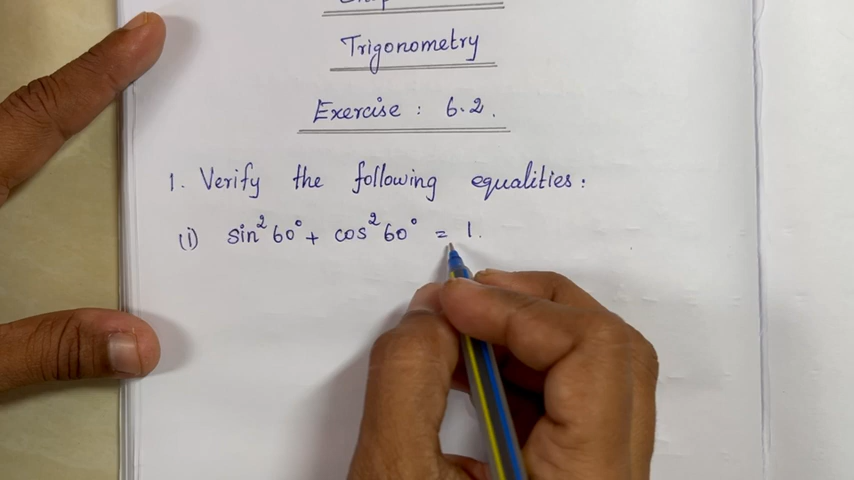 Trigonometry
Exercise : 6.2.
1. Verify the following equalities:
(i) sin²60° + cos²60° = 1.